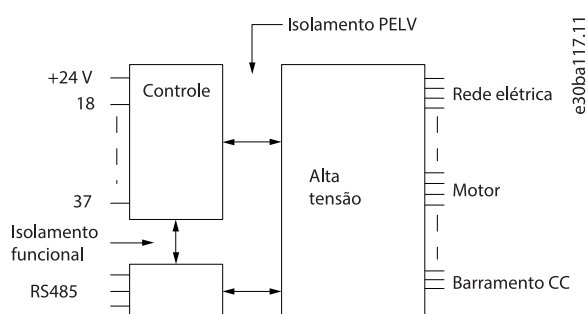 Isolamento PELV
e30ba117.11
+24 V
Controle
18
Rede elétrica
Alta
tensão
Motor
37
Isolamento
funcional
Barramento CC
RS485